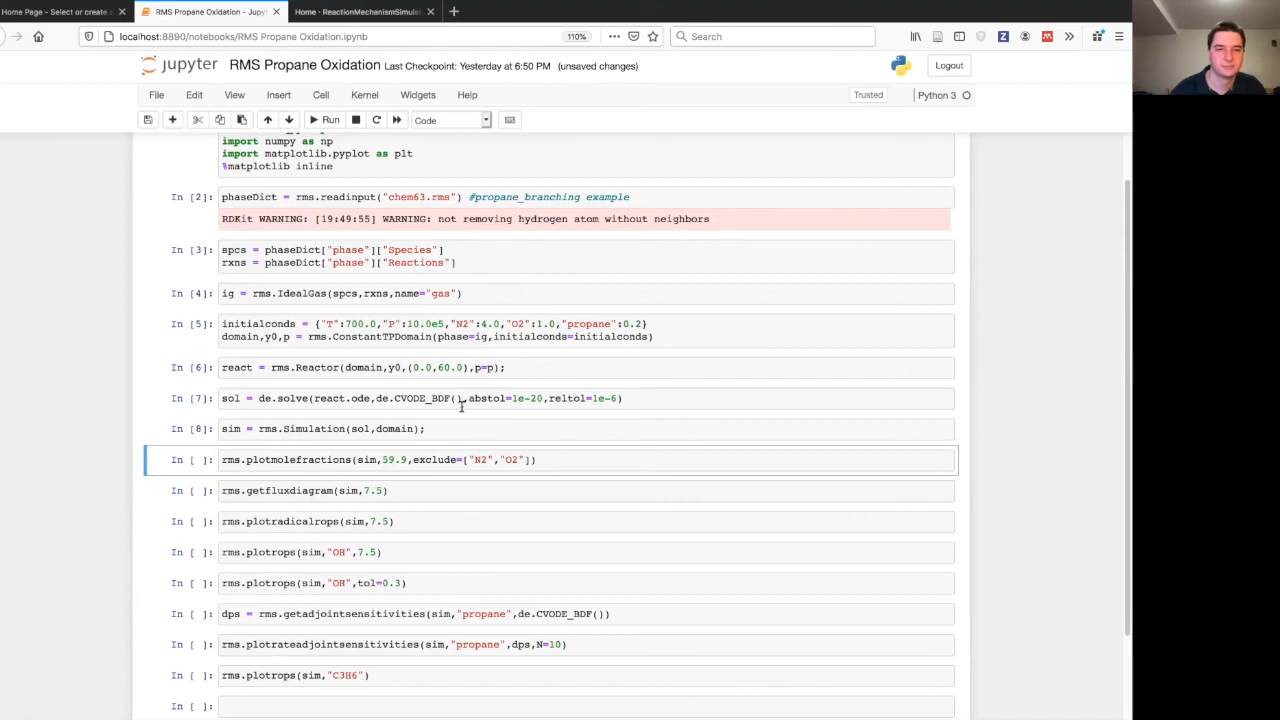 Home Page - Select or create a
RMS Propane Oxidation - Jupyt
Home - ReactionMechanismSimula
localhost:8890/notebooks/RMS Propane Oxidation.ipynb
110%
Search
jupyter RMS Propane Oxidation Last Checkpoint: Yesterday at 6:50 PM (unsaved changes)
Logout
File Edit View Insert Cell Kernel Widgets Help
Trusted
Python 3
Run
Code
import numpy as np
import matplotlib.pyplot as plt
%matplotlib inline
In [2]: phaseDict = rms.readinput("chem63.rms") #propane_branching example
RDKit WARNING: [19:49:55] WARNING: not removing hydrogen atom without neighbors
In [3]: spcs = phaseDict["phase"]["Species"]
rxns = phaseDict["phase"]["Reactions"]
In [4]: ig = rms.IdealGas(spcs,rxns,name="gas")
In [5]: initialconds = {"T":700.0,"P":10.0e5,"N2":4.0,"O2":1.0,"propane":0.2}
domain,y0,p = rms.ConstantTPDomain(phase=ig,initialconds=initialconds)
In [6]: react = rms.Reactor(domain,y0,(0.0,60.0),p=p);
In [7]: sol = de.solve(react.ode,de.CVODE_BDF(),abstol=1e-20,reltol=1e-6)
In [8]: sim = rms.Simulation(sol,domain);
In [ ]: rms.plotmolefractions(sim,59.9,exclude=["N2","O2"])
In [ ]: rms.getfluxdiagram(sim,7.5)
In [ ]: rms.plotradicalrops(sim,7.5)
In [ ]: rms.plotrops(sim,"OH",7.5)
In [ ]: rms.plotrops(sim,"OH",tol=0.3)
In [ ]: dps = rms.getadjointsensitivities(sim,"propane",de.CVODE_BDF())
In [ ]: rms.plotrateadjointsensitivities(sim,"propane",dps,N=10)
In [ ]: rms.plotrops(sim,"C3H6")
In [ ]: